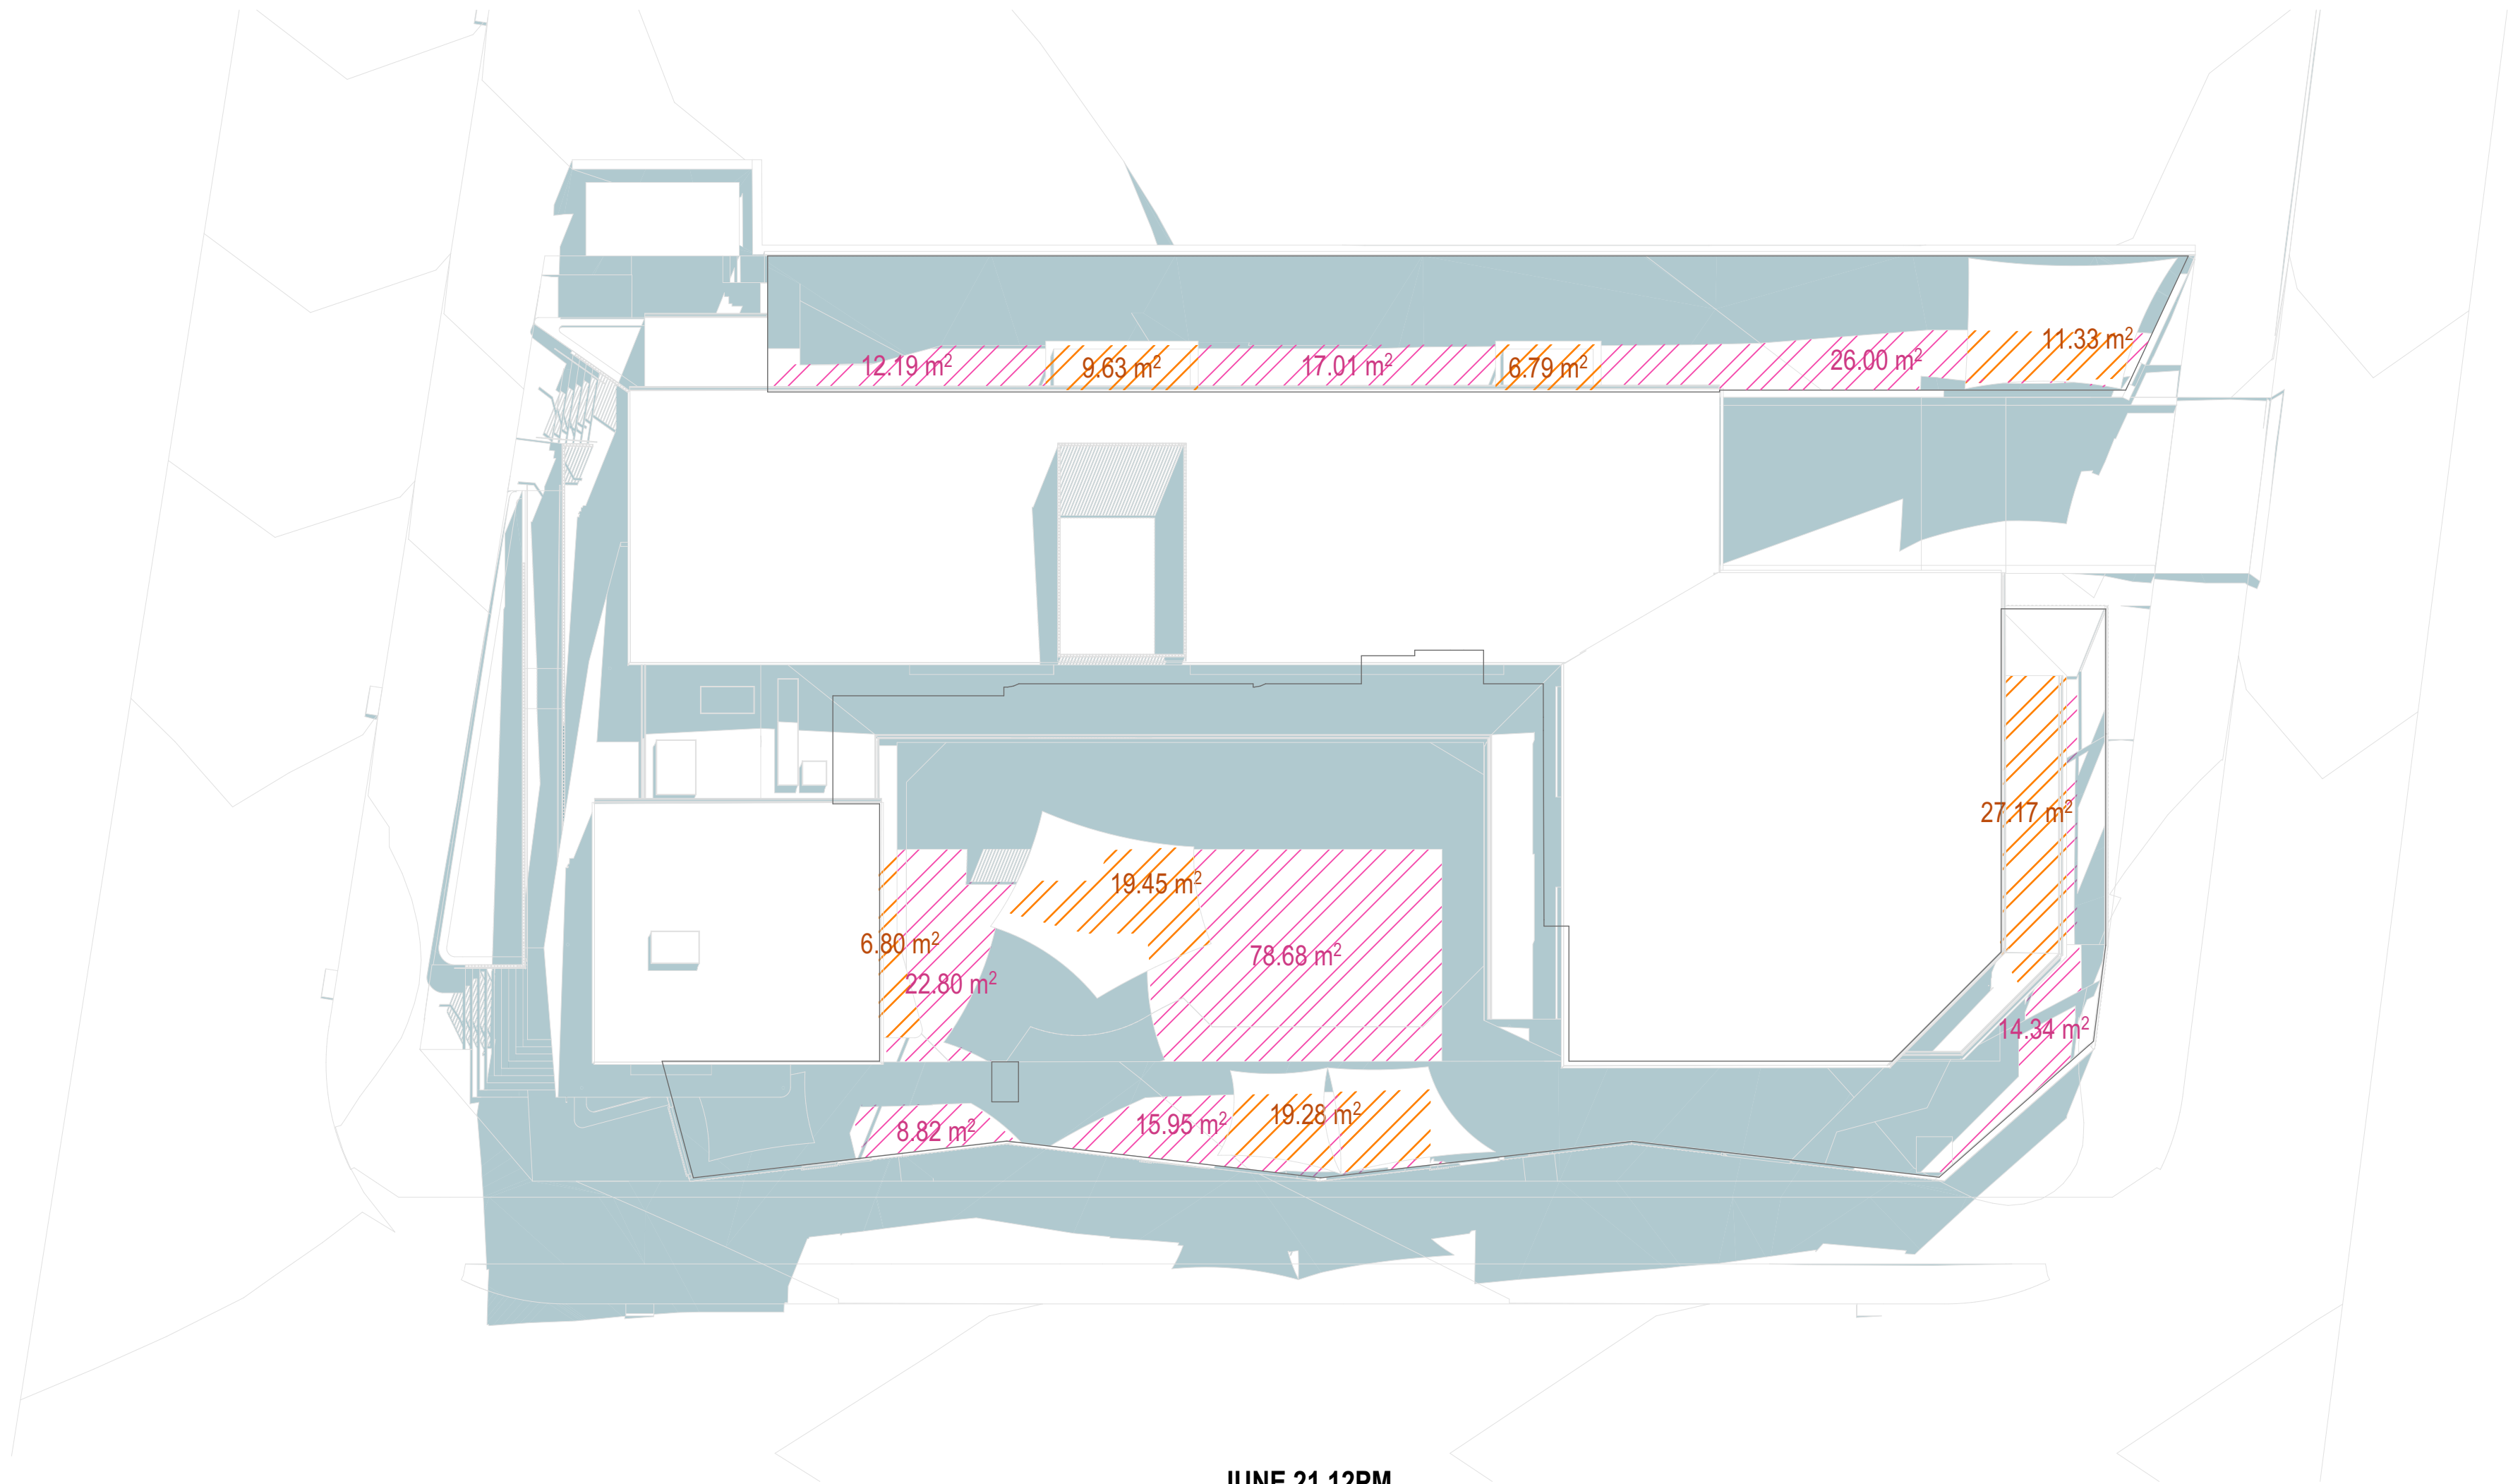 11.33 m²
12.19 m²
9.63 m²
17.01 m²
6.79 m²
26.00 m²
27.17 m²
19.45 m²
6.80 m²
78.68 m²
22.80 m²
14.34 m²
8.82 m²
15.95 m²
19.28 m²
JUNE 21 12PM